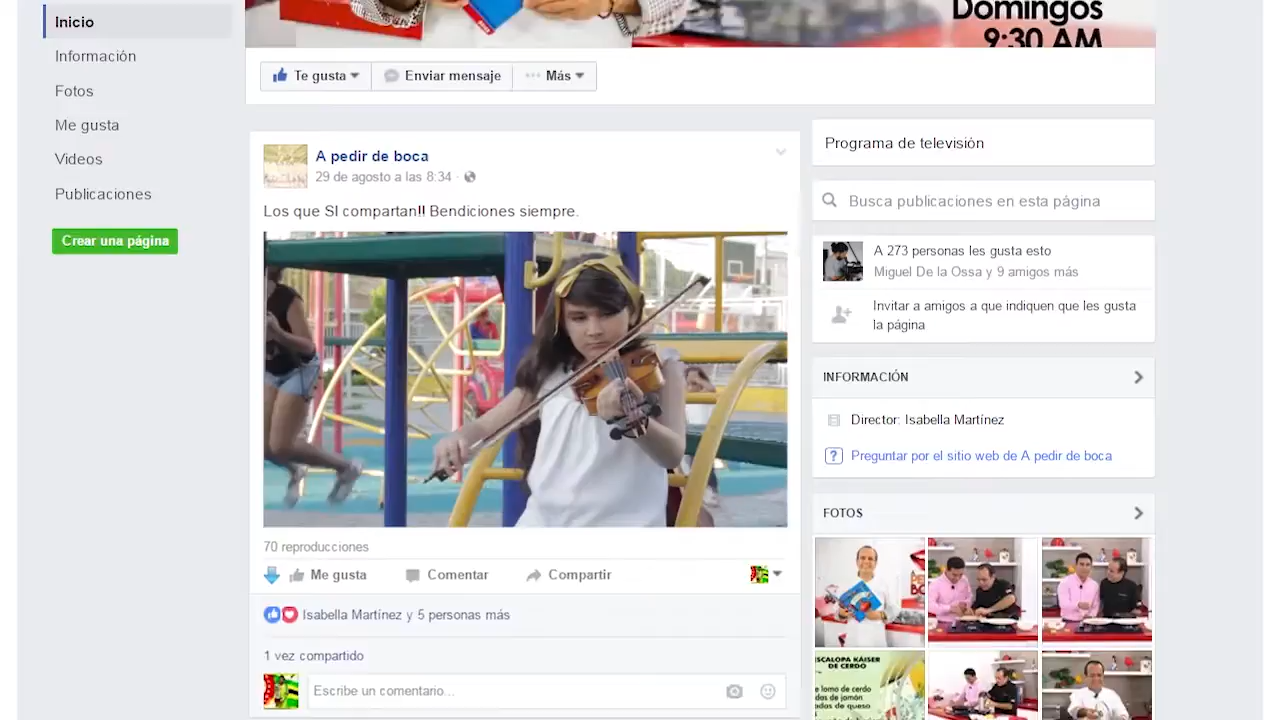 Domingos
9:30 AM
Inicio
Información
Fotos
Me gusta
Videos
Publicaciones
Crear una página
Te gusta
Enviar mensaje
Más
A pedir de boca
29 de agosto a las 8:34 ·
Los que SI compartan!! Bendiciones siempre.
70 reproducciones
Me gusta
Comentar
Compartir
Isabella Martínez y 5 personas más
1 vez compartido
Escribe un comentario...
Programa de televisión
Busca publicaciones en esta página
A 273 personas les gusta esto
Miguel De la Ossa y 9 amigos más
Invitar a amigos a que indiquen que les gusta
la página
INFORMACIÓN
Director: Isabella Martínez
Preguntar por el sitio web de A pedir de boca
FOTOS
ESCALOPA KÁISER
DE CERDO
de lomo de cerdo
de jamón
de queso